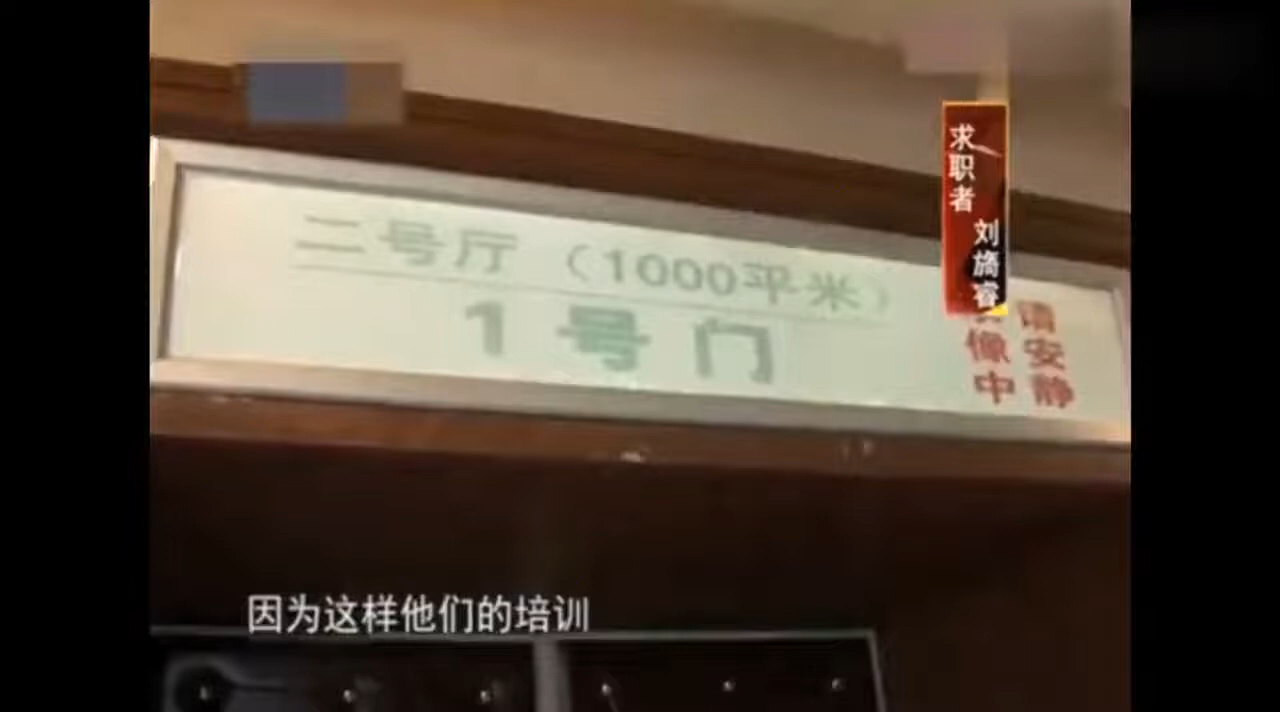 二号厅（1000平米）
1号门
请安静
像中
求职者
刘旖睿
因为这样他们的培训